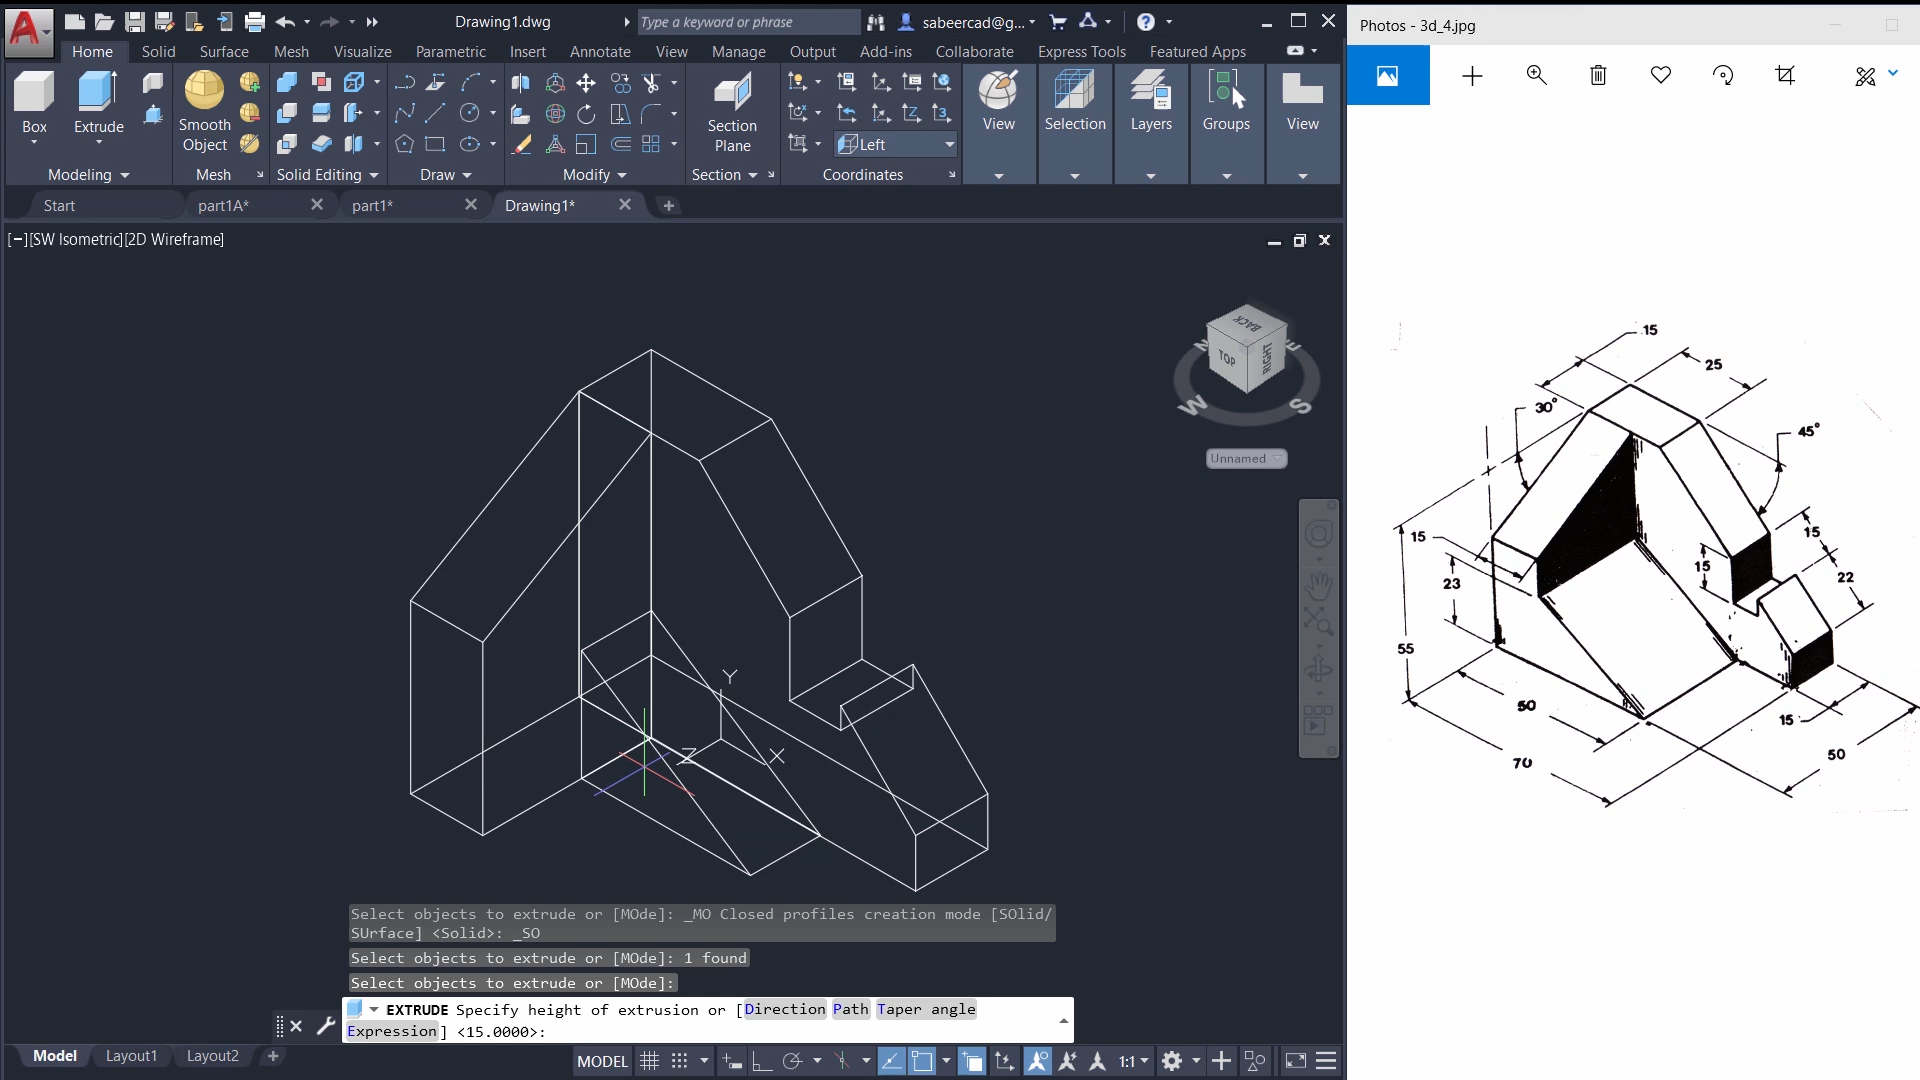 Drawing1.dwg
Type a keyword or phrase
sabeercad@g...
Photos - 3d_4.jpg
Home Solid Surface Mesh Visualize Parametric Insert Annotate View Manage Output Add-ins Collaborate Express Tools Featured Apps
Box
Extrude
Smooth
Object
Section
Plane
Left
View
Selection
Layers
Groups
View
Modeling
Mesh
Solid Editing
Draw
Modify
Section
Coordinates
Start
part1A*
part1*
Drawing1*
[−][SW Isometric][2D Wireframe]
BACK
TOP
RIGHT
N
E
W
S
Unnamed
Y
Z
X
15
25
30°
45°
15
15
15
23
22
55
50
15
50
70
Select objects to extrude or [MOde]: _MO Closed profiles creation mode [SOlid/
SUrface] <Solid>: _SO
Select objects to extrude or [MOde]: 1 found
Select objects to extrude or [MOde]:
EXTRUDE Specify height of extrusion or [Direction Path Taper angle
Expression] <15.0000>:
Model
Layout1
Layout2
MODEL
1:1